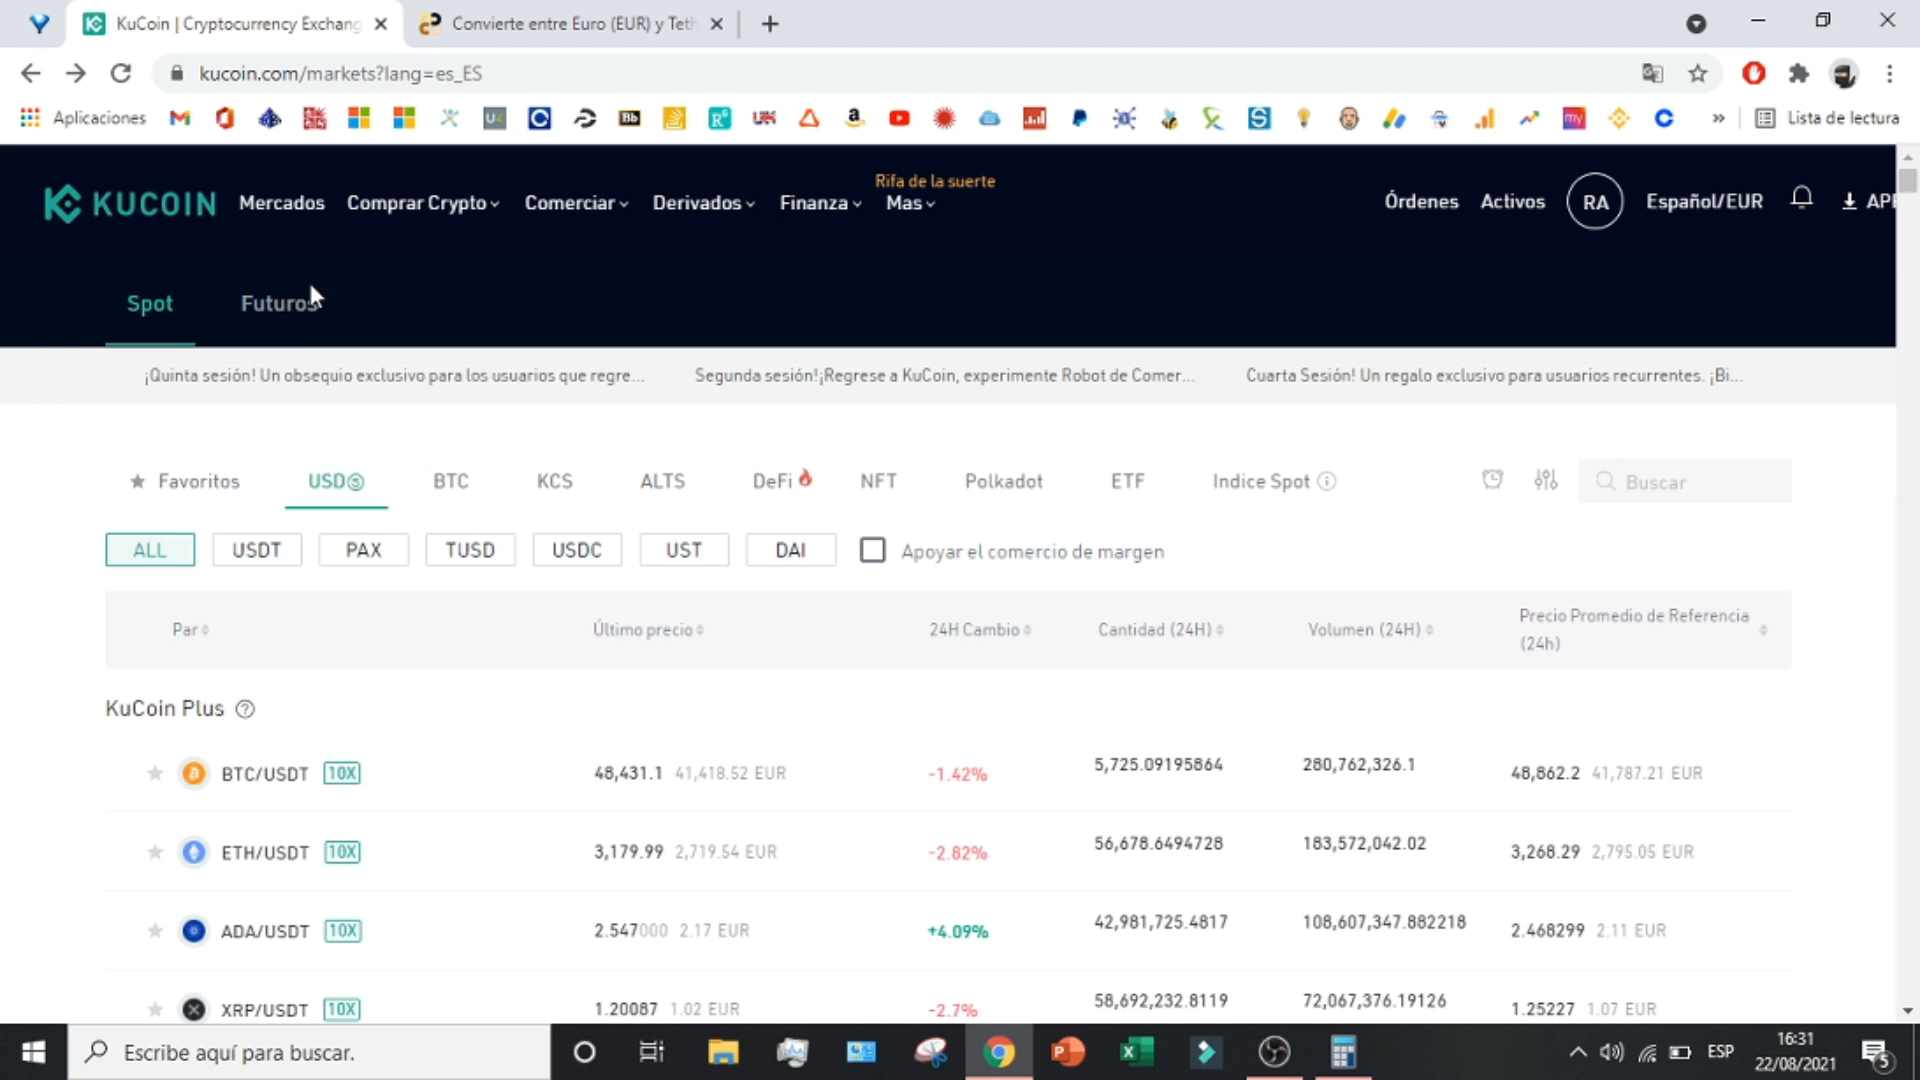 KuCoin | Cryptocurrency Exchang
Convierte entre Euro (EUR) y Teth
kucoin.com/markets?lang=es_ES
Aplicaciones
Bb
my
Lista de lectura
KUCOIN
Mercados
Comprar Crypto
Comerciar
Derivados
Finanza
Rifa de la suerte
Mas
Órdenes
Activos
RA
Español/EUR
Spot
Futuros
¡Quinta sesión! Un obsequio exclusivo para los usuarios que regre...
Segunda sesión!¡Regrese a KuCoin, experimente Robot de Comer...
Cuarta Sesión! Un regalo exclusivo para usuarios recurrentes. ¡Bi...
Favoritos
USD
BTC
KCS
ALTS
DeFi
NFT
Polkadot
ETF
Indice Spot
Buscar
ALL
USDT
PAX
TUSD
USDC
UST
DAI
Apoyar el comercio de margen
Par
Último precio
24H Cambio
Cantidad (24H)
Volumen (24H)
Precio Promedio de Referencia
(24h)
KuCoin Plus
BTC/USDT 10X 48,431.1 41,418.52 EUR -1.42% 5,725.09195864 280,762,326.1 48,862.2 41,787.21 EUR
ETH/USDT 10X 3,179.99 2,719.54 EUR -2.82% 56,678.6494728 183,572,042.02 3,268.29 2,795.05 EUR
ADA/USDT 10X 2.547000 2.17 EUR +4.09% 42,981,725.4817 108,607,347.882218 2.468299 2.11 EUR
XRP/USDT 10X 1.20087 1.02 EUR -2.7% 58,692,232.8119 72,067,376.19126 1.25227 1.07 EUR
Escribe aquí para buscar.
ESP
16:31
22/08/2021
5